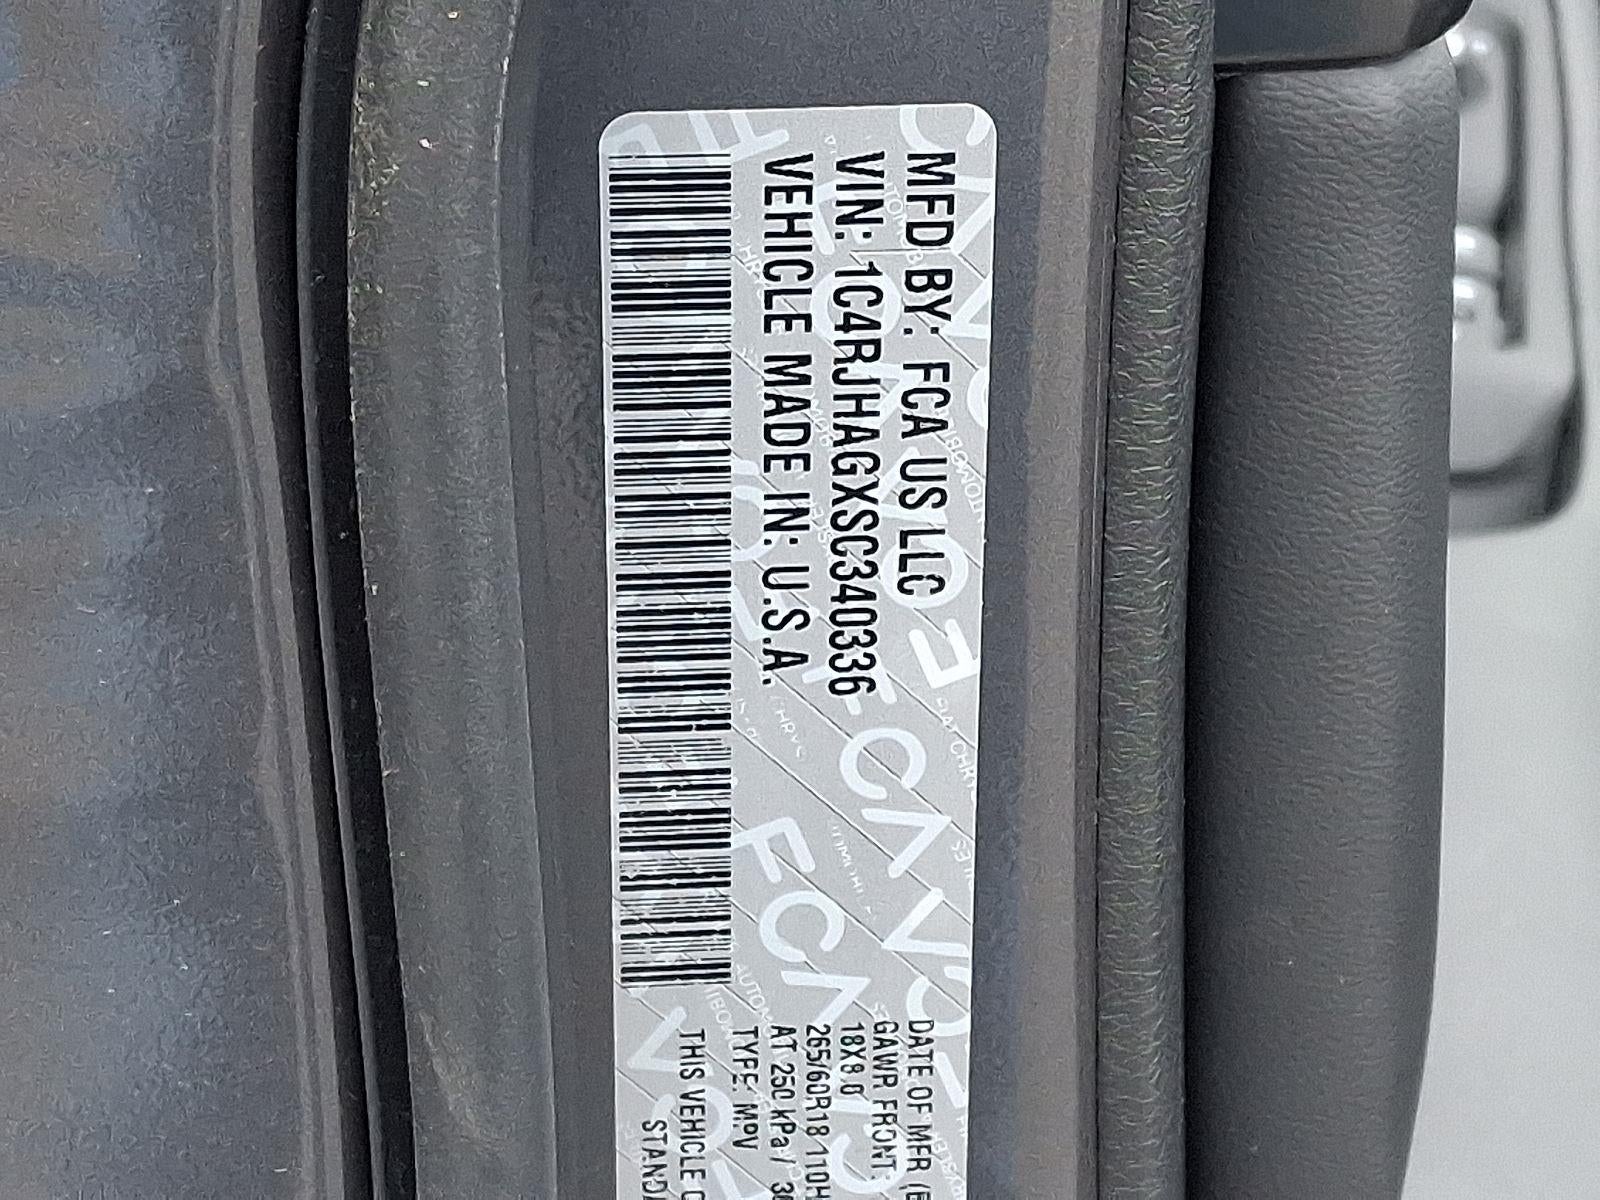 MFD BY: FCA US LLC
VIN: 1C4RJHAGXSC340336
VEHICLE MADE IN: U.S.A.
DATE OF MFR
GAWR FRONT:
18X8.0
265/60R18 110H
AT 250 kPa/
TYPE: MPV
THIS VEHICLE
FCA